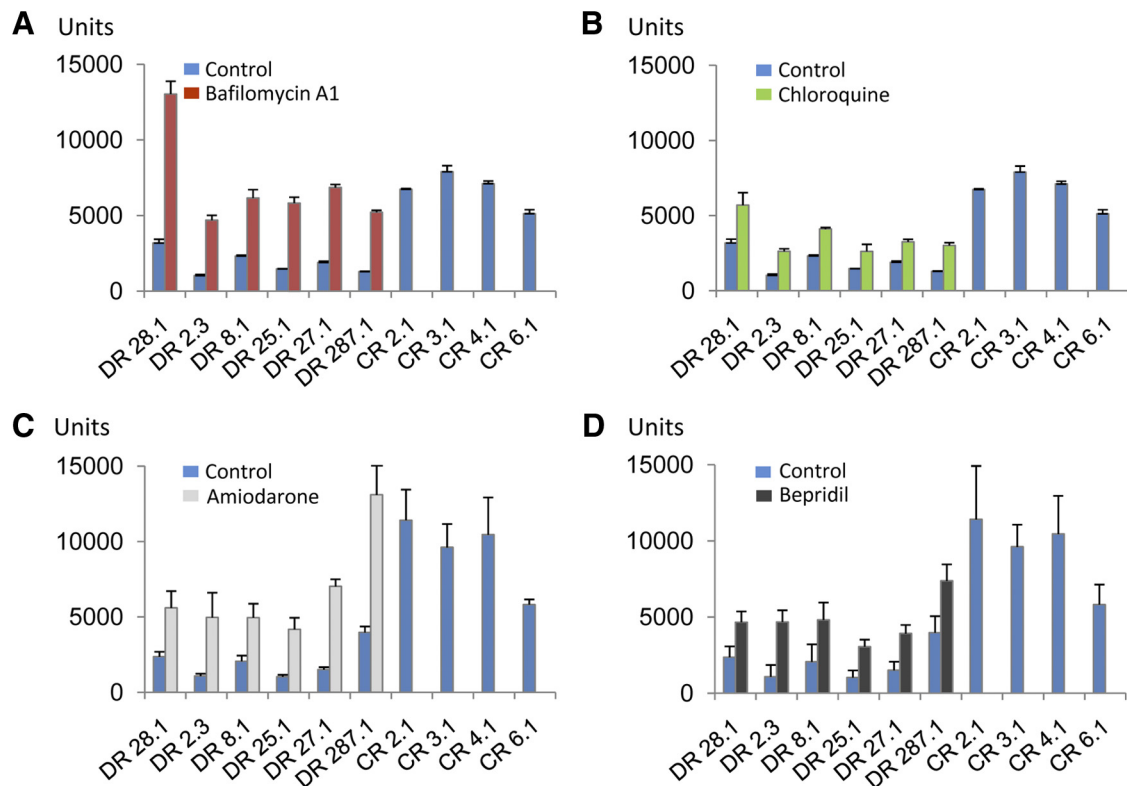 A Units
15000
10000
5000
0
Control
Bafilomycin A1
DR 28.1
DR 2.3
DR 8.1
DR 25.1
DR 27.1
DR 287.1
CR 2.1
CR 3.1
CR 4.1
CR 6.1
B Units
15000
10000
5000
0
Control
Chloroquine
DR 28.1
DR 2.3
DR 8.1
DR 25.1
DR 27.1
DR 287.1
CR 2.1
CR 3.1
CR 4.1
CR 6.1
C Units
15000
10000
5000
0
Control
Amiodarone
DR 28.1
DR 2.3
DR 8.1
DR 25.1
DR 27.1
DR 287.1
CR 2.1
CR 3.1
CR 4.1
CR 6.1
D Units
15000
10000
5000
0
Control
Bepridil
DR 28.1
DR 2.3
DR 8.1
DR 25.1
DR 27.1
DR 287.1
CR 2.1
CR 3.1
CR 4.1
CR 6.1